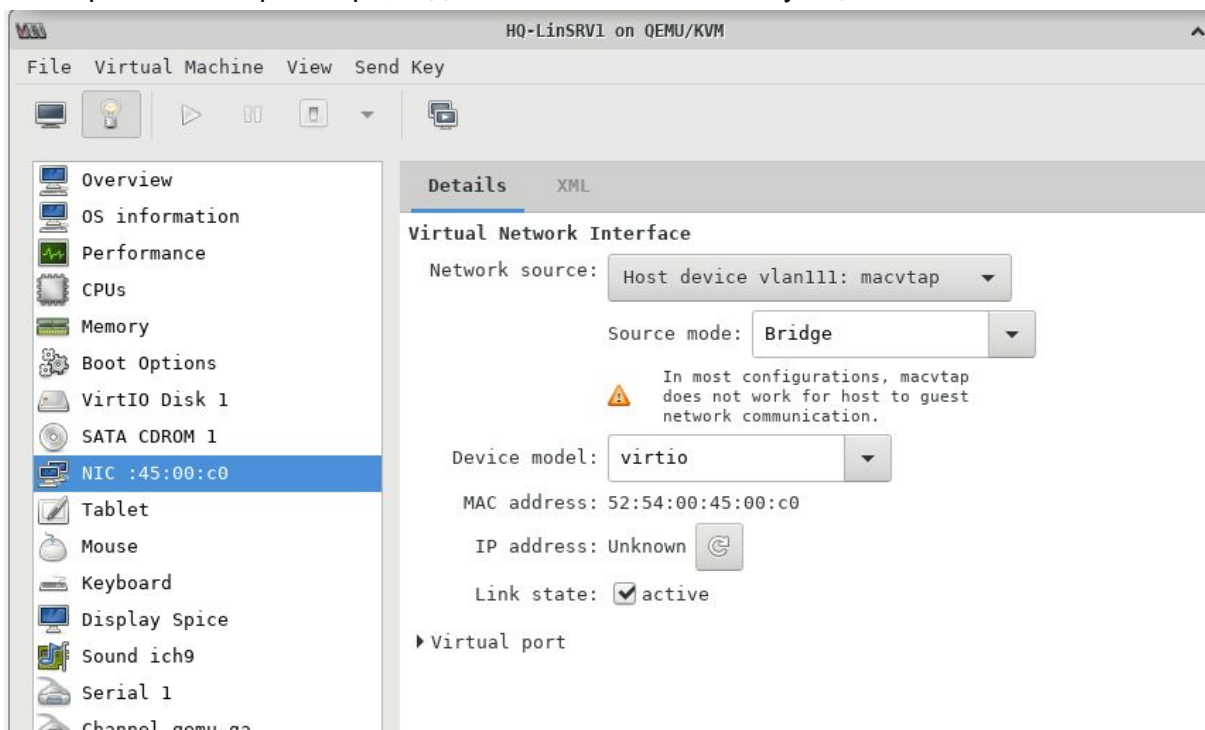 HQ-LinSRV1 on QEMU/KVM
File Virtual Machine View Send Key
Overview
OS information
Performance
CPUs
Memory
Boot Options
VirtIO Disk 1
SATA CDROM 1
NIC :45:00:c0
Tablet
Mouse
Keyboard
Display Spice
Sound ich9
Serial 1
Channel qemu-ga
Details XML
Virtual Network Interface
Network source: Host device vlan111: macvtap
Source mode: Bridge
In most configurations, macvtap
does not work for host to guest
network communication.
Device model: virtio
MAC address: 52:54:00:45:00:c0
IP address: Unknown
Link state: active
Virtual port